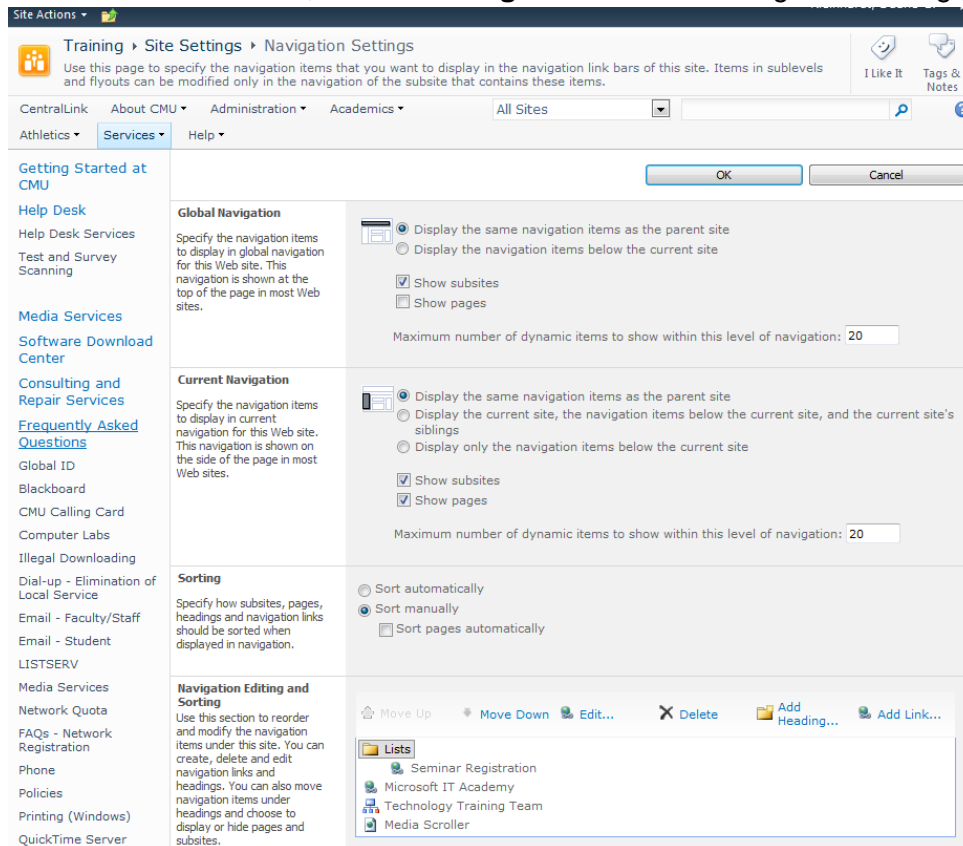 Site Actions
Training › Site Settings › Navigation Settings
Use this page to specify the navigation items that you want to display in the navigation link bars of this site. Items in sublevels
and flyouts can be modified only in the navigation of the subsite that contains these items.
I Like It
Tags &
Notes
CentralLink About CMU Administration Academics
All Sites
Athletics Services Help
Getting Started at
CMU
Help Desk
Help Desk Services
Test and Survey
Scanning
Media Services
Software Download
Center
Consulting and
Repair Services
Frequently Asked
Questions
Global ID
Blackboard
CMU Calling Card
Computer Labs
Illegal Downloading
Dial-up - Elimination of
Local Service
Email - Faculty/Staff
Email - Student
LISTSERV
Media Services
Network Quota
FAQs - Network
Registration
Phone
Policies
Printing (Windows)
QuickTime Server
OK Cancel
Global Navigation
Specify the navigation items
to display in global navigation
for this Web site. This
navigation is shown at the
top of the page in most Web
sites.
Display the same navigation items as the parent site
Display the navigation items below the current site
Show subsites
Show pages
Maximum number of dynamic items to show within this level of navigation: 20
Current Navigation
Specify the navigation items
to display in current
navigation for this Web site.
This navigation is shown on
the side of the page in most
Web sites.
Display the same navigation items as the parent site
Display the current site, the navigation items below the current site, and the current site's
siblings
Display only the navigation items below the current site
Show subsites
Show pages
Maximum number of dynamic items to show within this level of navigation: 20
Sorting
Specify how subsites, pages,
headings and navigation links
should be sorted when
displayed in navigation.
Sort automatically
Sort manually
Sort pages automatically
Navigation Editing and
Sorting
Use this section to reorder
and modify the navigation
items under this site. You can
create, delete and edit
navigation links and
headings. You can also move
navigation items under
headings and choose to
display or hide pages and
subsites.
Move Up Move Down Edit... Delete Add
Heading... Add Link...
Lists
Seminar Registration
Microsoft IT Academy
Technology Training Team
Media Scroller